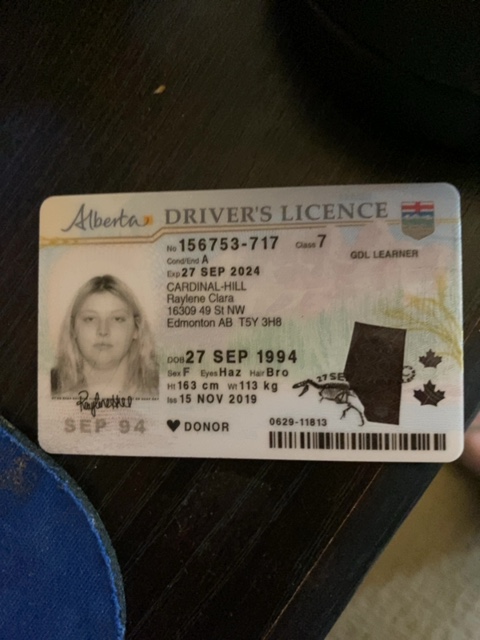 Alberta DRIVER'S LICENCE
No 156753-717 Class 7
GDL LEARNER
Cond/End A
Exp 27 SEP 2024
CARDINAL-HILL
Raylene Clara
16309 49 St NW
Edmonton AB T5Y 3H8
DOB 27 SEP 1994
Sex F Eyes Haz Hair Bro
Ht 163 cm Wt 113 kg
Iss 15 NOV 2019
27 SE
SEP 94
DONOR
0629-11813